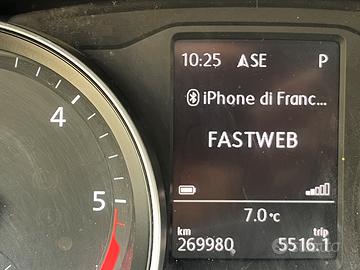 10:25 ASE P
iPhone di Franc...
4
FASTWEB
5
7.0°C
km trip
269980 5516.1